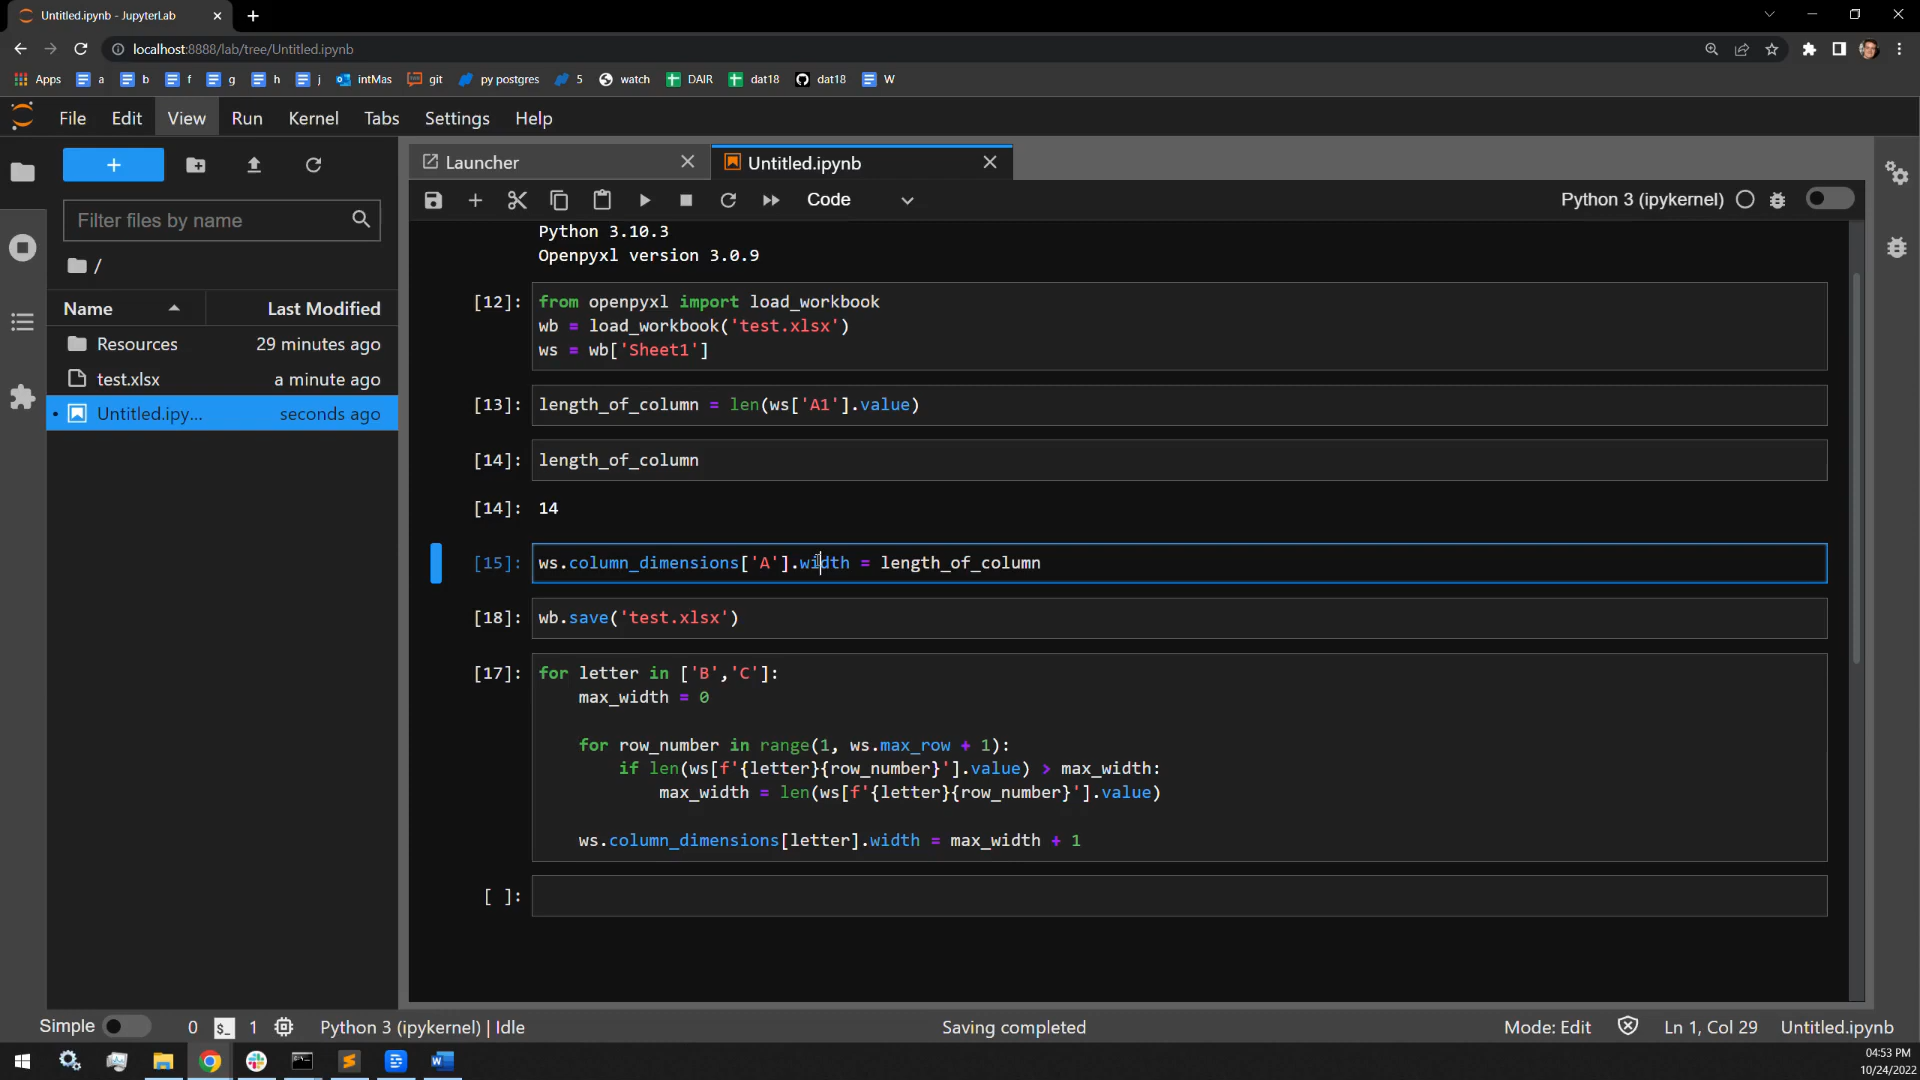 Untitled.ipynb - JupyterLab
localhost:8888/lab/tree/Untitled.ipynb
Apps a b f g h j intMas git py postgres 5 watch DAIR dat18 dat18 W
File Edit View Run Kernel Tabs Settings Help
Launcher Untitled.ipynb
Code Python 3 (ipykernel)
Filter files by name
/
Name Last Modified
Resources 29 minutes ago
test.xlsx a minute ago
Untitled.ipy... seconds ago
Python 3.10.3
Openpyxl version 3.0.9
[12]: from openpyxl import load_workbook
wb = load_workbook('test.xlsx')
ws = wb['Sheet1']
[13]: length_of_column = len(ws['A1'].value)
[14]: length_of_column
[14]: 14
[15]: ws.column_dimensions['A'].width = length_of_column
[18]: wb.save('test.xlsx')
[17]: for letter in ['B','C']:
max_width = 0
for row_number in range(1, ws.max_row + 1):
if len(ws[f'{letter}{row_number}'].value) > max_width:
max_width = len(ws[f'{letter}{row_number}'].value)
ws.column_dimensions[letter].width = max_width + 1
[ ]:
Simple 0 $_ 1 Python 3 (ipykernel) | Idle Saving completed Mode: Edit Ln 1, Col 29 Untitled.ipynb
04:53 PM
10/24/2022